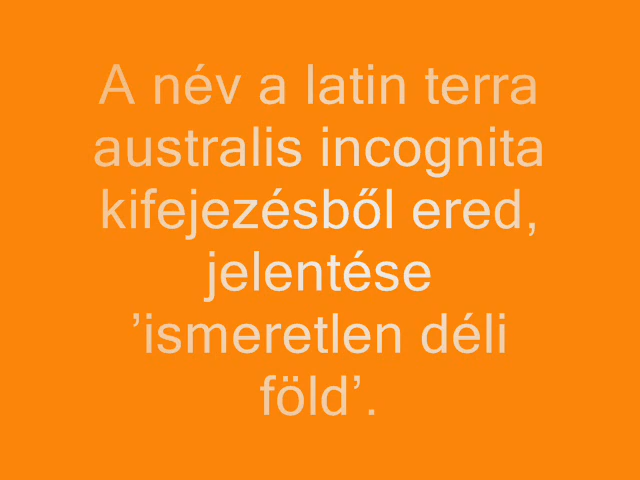 A név a latin terra
australis incognita
kifejezésből ered,
jelentése
’ismeretlen déli
föld’.